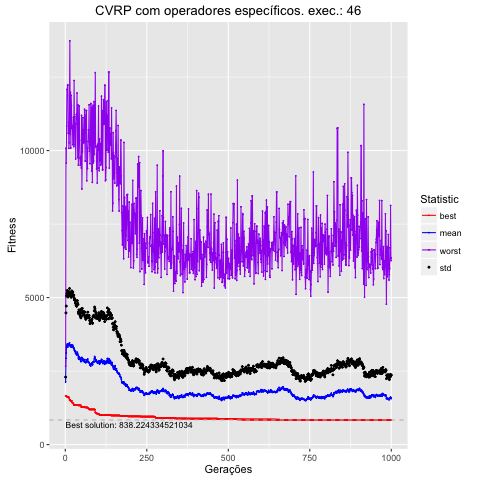 CVRP com operadores específicos. exec.: 46
Fitness
10000
5000
0
Best solution: 838.224334521034
0
250
500
750
1000
Gerações
Statistic
best
mean
worst
std